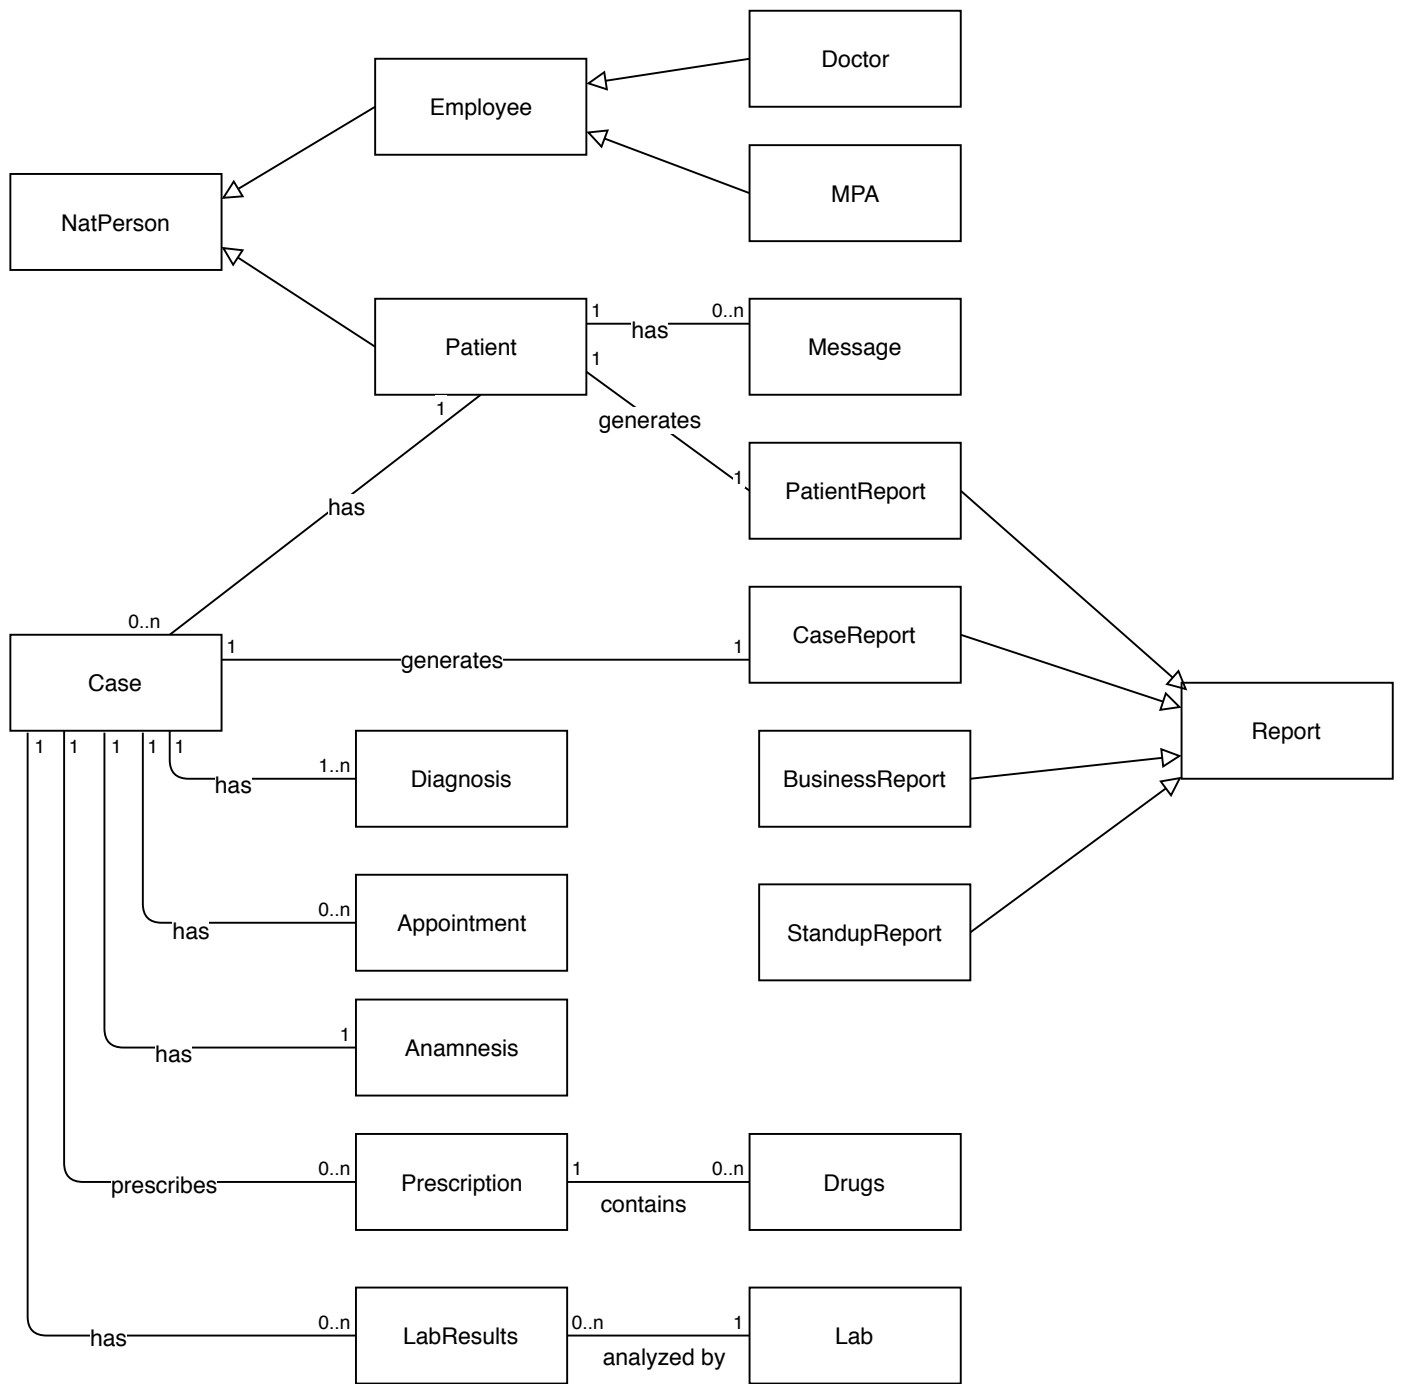 Doctor
Employee
MPA
NatPerson
1
0..n
has
Patient
Message
1
1
generates
1
PatientReport
has
0..n
CaseReport
1
1
generates
Case
Report
1
1
1
1
1
1..n
has
Diagnosis
BusinessReport
0..n
has
Appointment
StandupReport
1
has
Anamnesis
0..n
prescribes
Prescription
1
0..n
contains
Drugs
0..n
has
LabResults
0..n
1
analyzed by
Lab